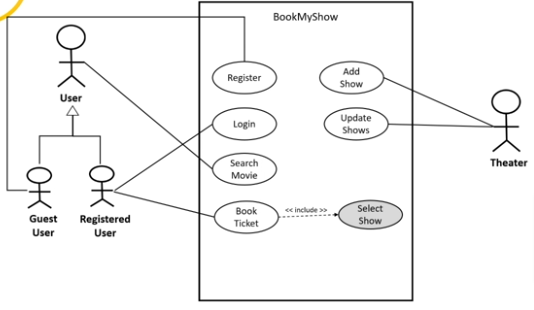 BookMyShow
Register
Add
Show
User
Login
Update
Shows
Search
Movie
Theater
Guest
User
Registered
User
Book
Ticket
<< include >>
Select
Show